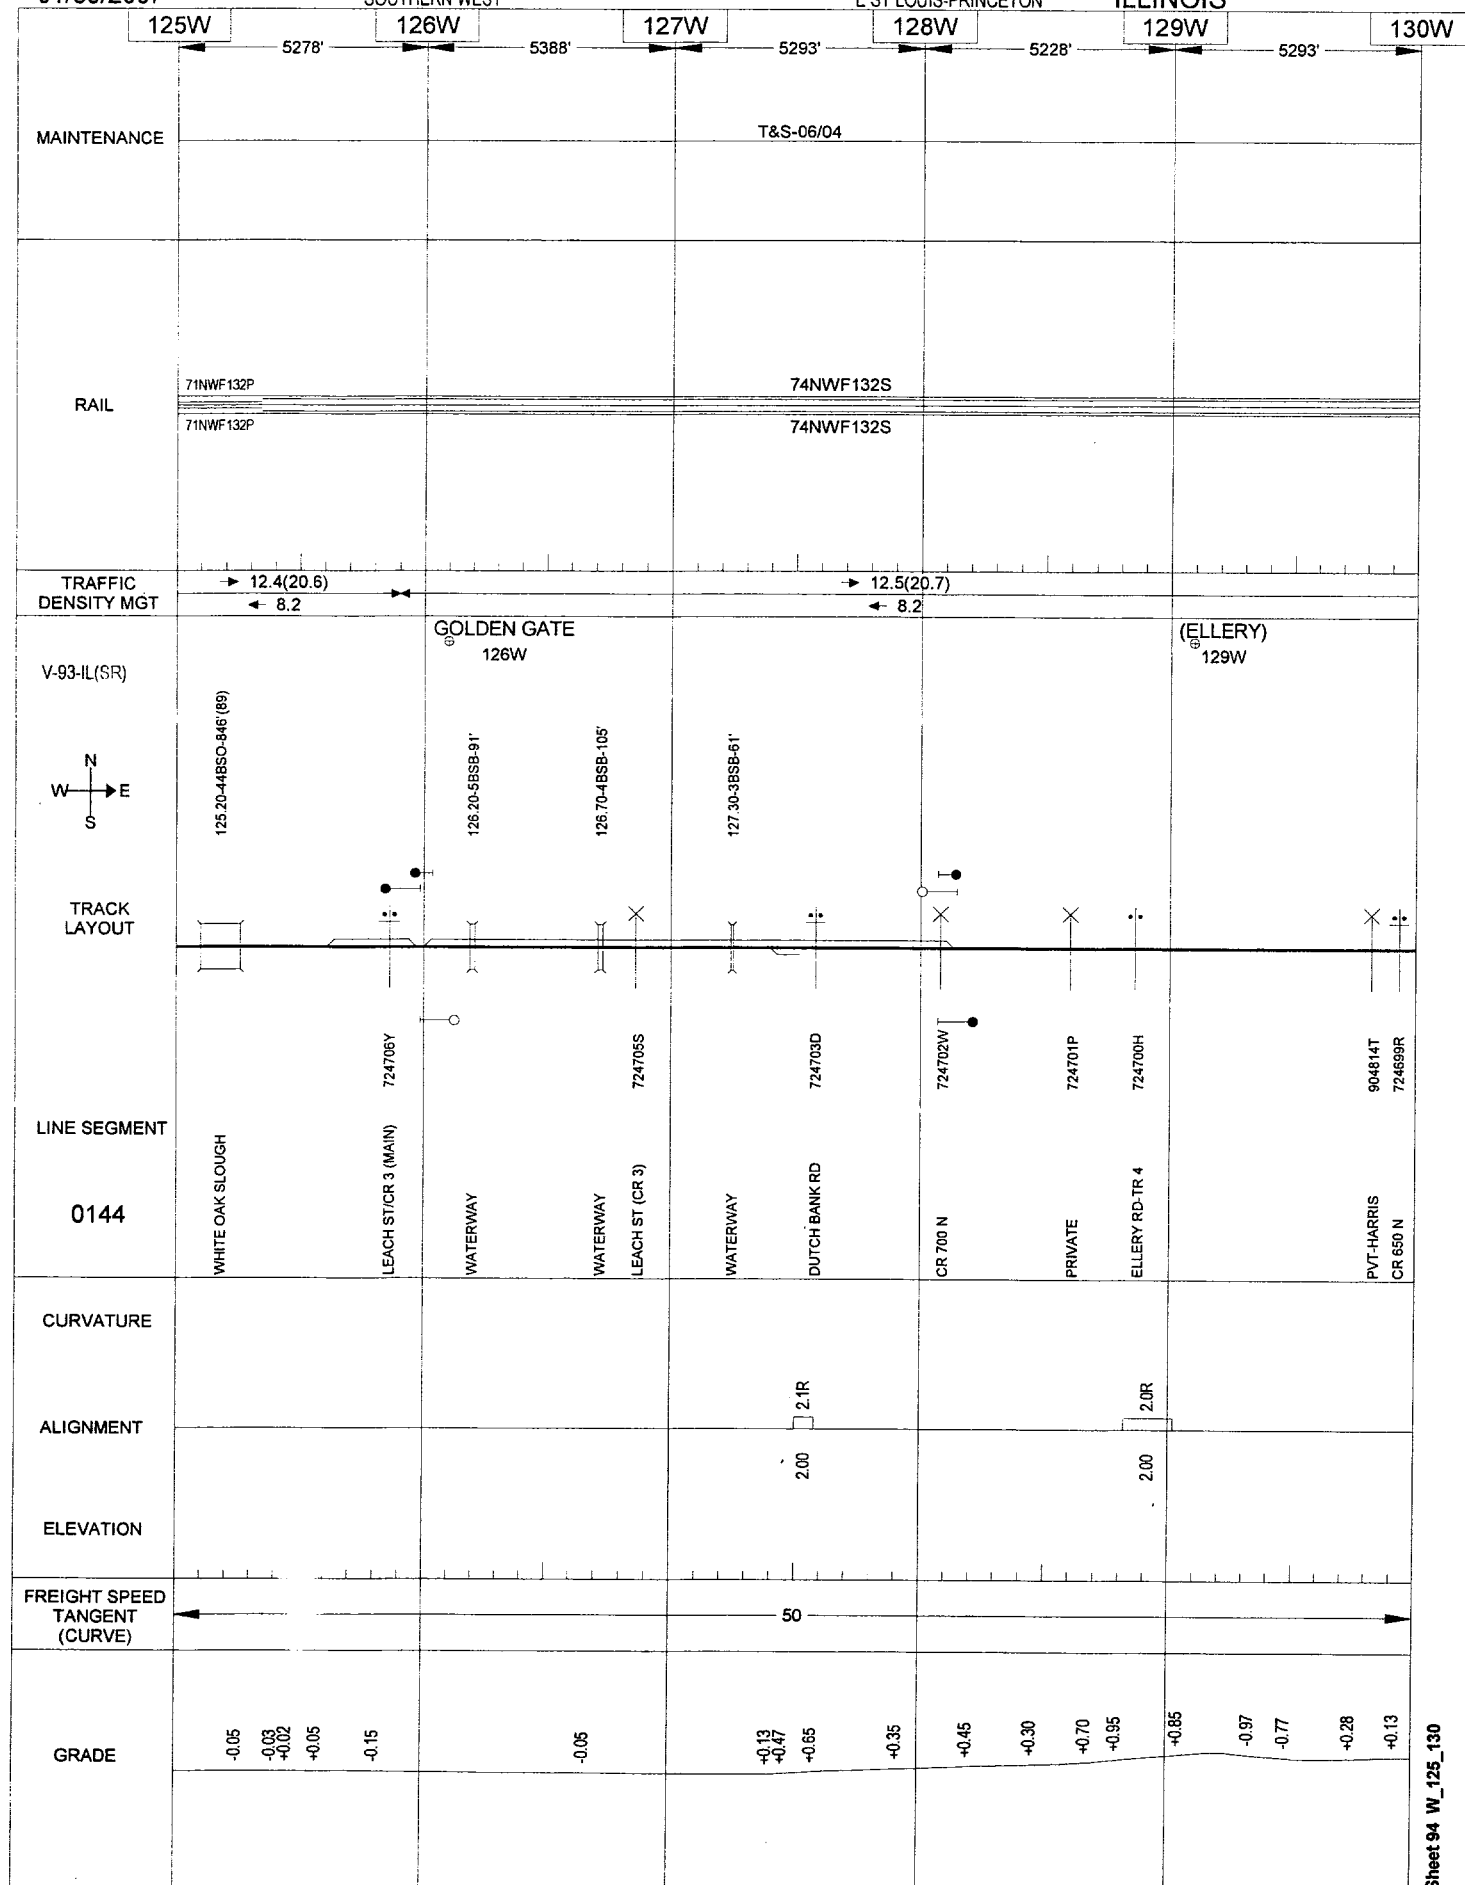 SOUTHERN WEST
E ST LOUIS-PRINCETON
ILLINOIS
125W 126W 127W 128W 129W 130W
5278' 5388' 5293' 5228' 5293'
MAINTENANCE
T&S-06/04
71NWF132P 74NWF132S
RAIL
71NWF132P 74NWF132S
TRAFFIC
DENSITY MGT
12.4(20.6) 12.5(20.7)
8.2 8.2
GOLDEN GATE
126W
(ELLERY)
129W
V-93-IL(SR)
125.20-44BSO-846'(89)
126.20-5BSB-91'
126.70-4BSB-105'
127.30-3BSB-61'
N
W E
S
TRACK
LAYOUT
724706Y
724705S
724703D
724702W
724701P
724700H
904814T
724699R
LINE SEGMENT
0144
WHITE OAK SLOUGH
LEACH ST/CR 3 (MAIN)
WATERWAY
WATERWAY
LEACH ST (CR 3)
WATERWAY
DUTCH BANK RD
CR 700 N
PRIVATE
ELLERY RD-TR 4
PVT-HARRIS
CR 650 N
CURVATURE
2.1R 2.0R
ALIGNMENT
2.00 2.00
ELEVATION
FREIGHT SPEED
TANGENT
(CURVE)
50
GRADE
-0.05
-0.03
+0.02
+0.05
-0.15
-0.05
+0.13
+0.47
+0.65
+0.35
+0.45
+0.30
+0.70
+0.95
+0.85
-0.97
-0.77
+0.28
+0.13
Sheet 94 W_125_130